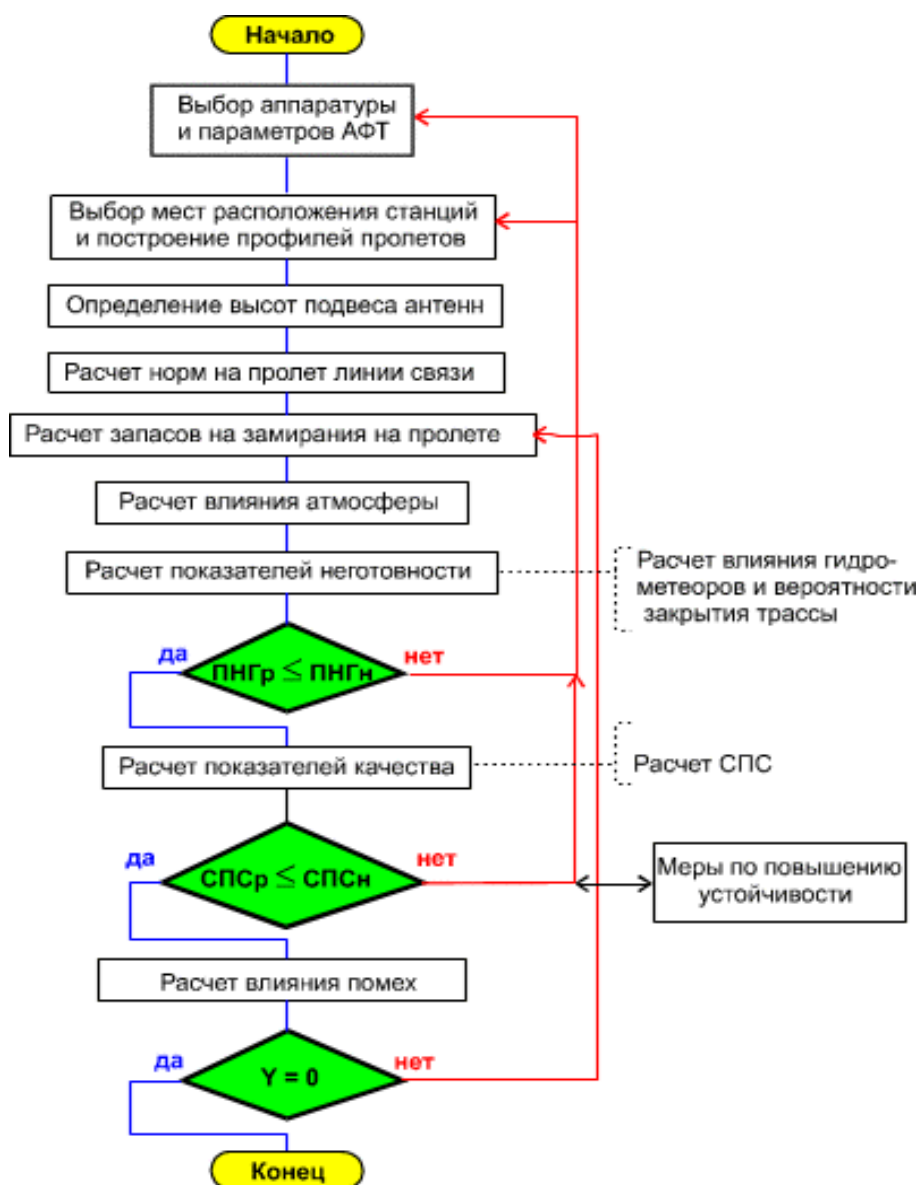 Начало
Выбор аппаратуры
и параметров АФТ
Выбор мест расположения станций
и построение профилей пролетов
Определение высот подвеса антенн
Расчет норм на пролет линии связи
Расчет запасов на замирания на пролете
Расчет влияния атмосферы
Расчет показателей неготовности
Расчет влияния гидро-
метеоров и вероятности
закрытия трассы
да
ПНГр ≤ ПНГн
нет
Расчет показателей качества
Расчет СПС
да
СПСр ≤ СПСн
нет
Меры по повышению
устойчивости
Расчет влияния помех
да
Y = 0
нет
Конец